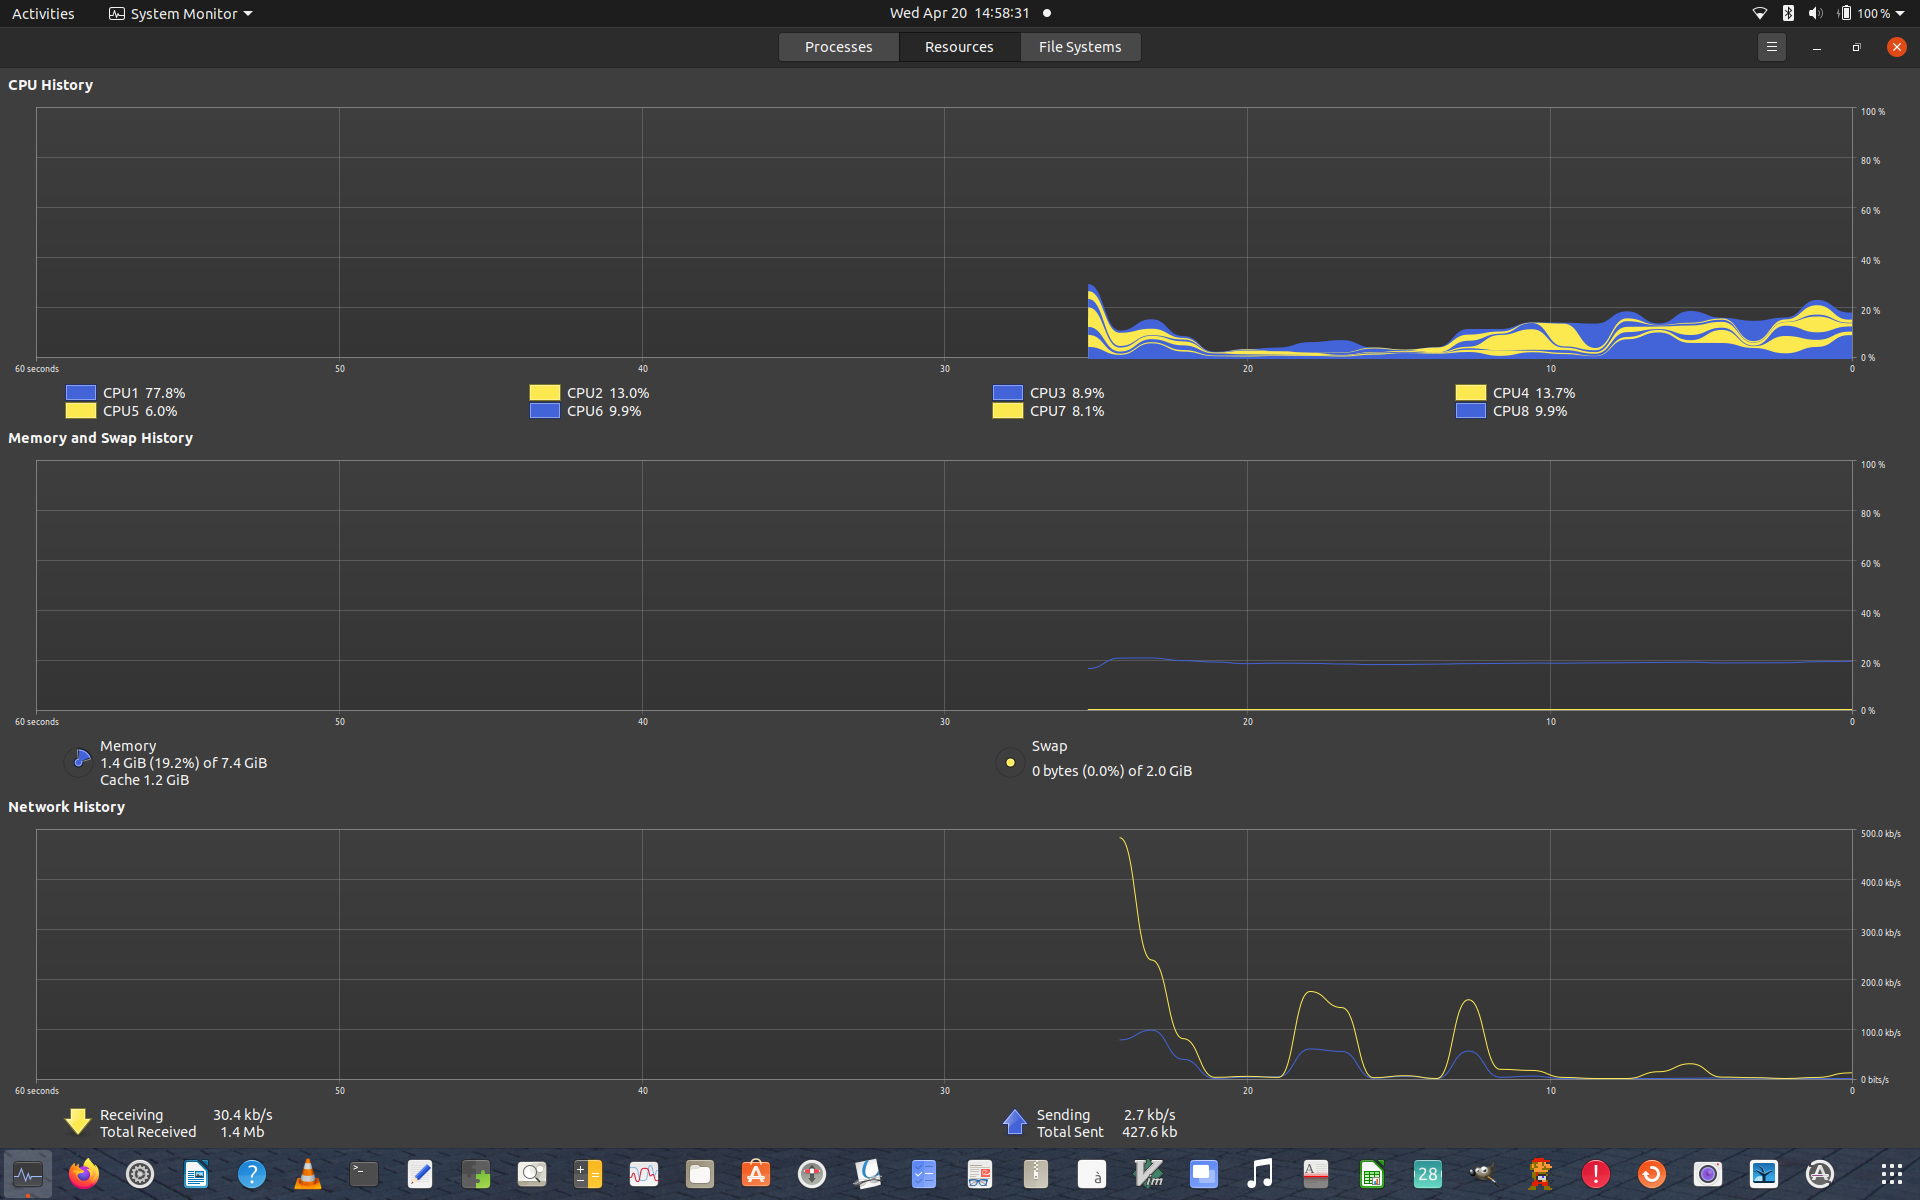 Activities
System Monitor
Wed Apr 20 14:58:31
100 %
Processes
Resources
File Systems
CPU History
100 %
80 %
60 %
40 %
20 %
0 %
60 seconds
50
40
30
20
10
0
CPU1 77.8%
CPU2 13.0%
CPU3 8.9%
CPU4 13.7%
CPU5 6.0%
CPU6 9.9%
CPU7 8.1%
CPU8 9.9%
Memory and Swap History
100 %
80 %
60 %
40 %
20 %
0 %
60 seconds
50
40
30
20
10
0
Memory
1.4 GiB (19.2%) of 7.4 GiB
Cache 1.2 GiB
Swap
0 bytes (0.0%) of 2.0 GiB
Network History
500.0 kb/s
400.0 kb/s
300.0 kb/s
200.0 kb/s
100.0 kb/s
0 bits/s
60 seconds
50
40
30
20
10
0
Receiving 30.4 kb/s
Total Received 1.4 Mb
Sending 2.7 kb/s
Total Sent 427.6 kb
?
>_
à
Vim
A
28
!